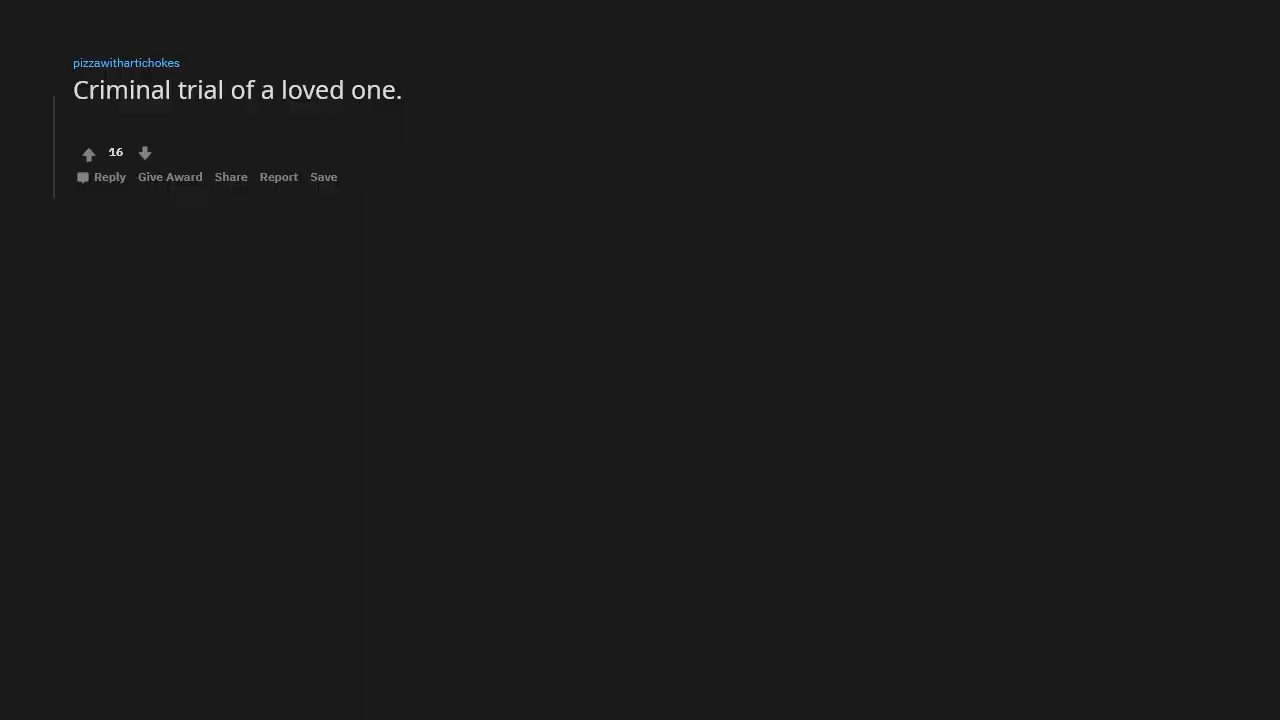 pizzawithartichokes
Criminal trial of a loved one.
16
Reply Give Award Share Report Save